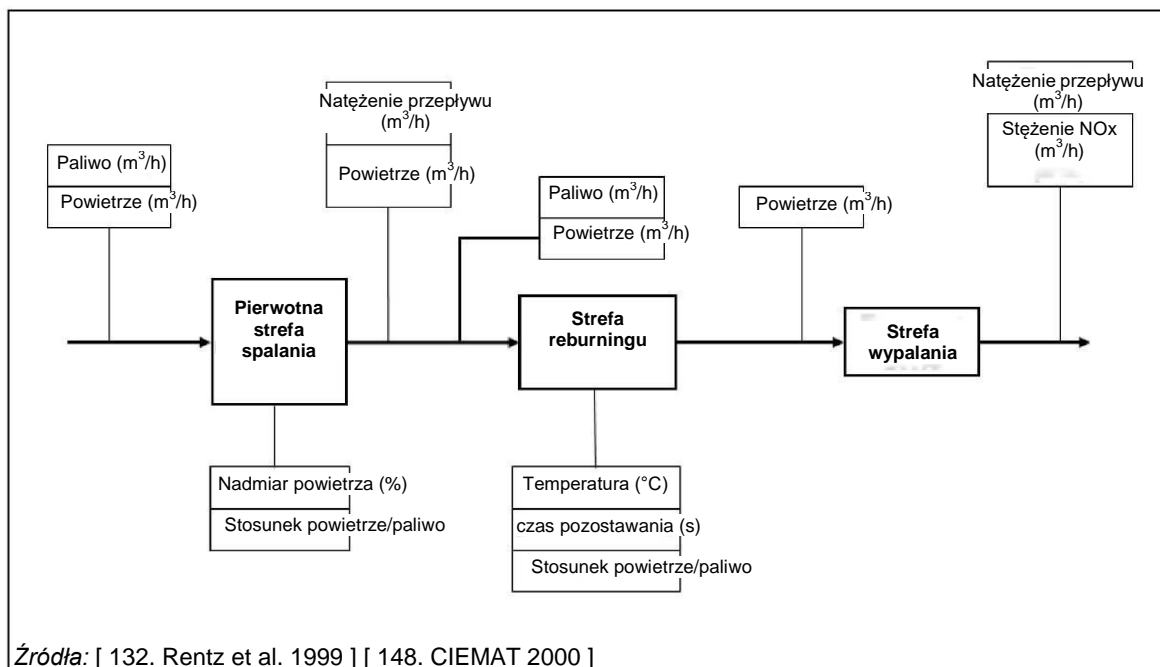 Natężenie przepływu
(m³/h)
Stężenie NOx
(m³/h)
Natężenie przepływu
(m³/h)
Powietrze (m³/h)
Paliwo (m³/h)
Powietrze (m³/h)
Paliwo (m³/h)
Powietrze (m³/h)
Powietrze (m³/h)
Pierwotna
strefa
spalania
Strefa
reburningu
Strefa
wypalania
Nadmiar powietrza (%)
Stosunek powietrze/paliwo
Temperatura (°C)
czas pozostawania (s)
Stosunek powietrze/paliwo
Źródła: [ 132. Rentz et al. 1999 ] [ 148. CIEMAT 2000 ]